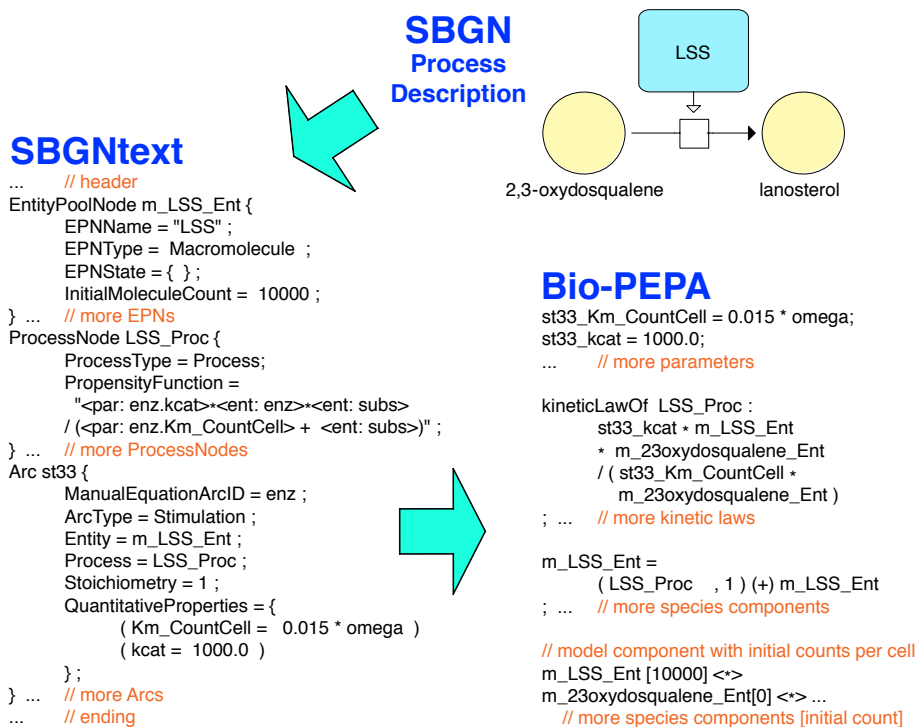 SBGN
Process
Description
LSS
2,3-oxydosqualene
lanosterol
SBGNtext
... // header
EntityPoolNode m_LSS_Ent {
EPNName = "LSS" ;
EPNType = Macromolecule ;
EPNState = { } ;
InitialMoleculeCount = 10000 ;
} ... // more EPNs
ProcessNode LSS_Proc {
ProcessType = Process;
PropensityFunction =
"<par: enz.kcat>*<ent: enz>*<ent: subs>
/ (<par: enz.Km_CountCell> + <ent: subs>)" ;
} ... // more ProcessNodes
Arc st33 {
ManualEquationArcID = enz ;
ArcType = Stimulation ;
Entity = m_LSS_Ent ;
Process = LSS_Proc ;
Stoichiometry = 1 ;
QuantitativeProperties = {
( Km_CountCell = 0.015 * omega )
( kcat = 1000.0 )
} ;
} ... // more Arcs
... // ending
Bio-PEPA
st33_Km_CountCell = 0.015 * omega;
st33_kcat = 1000.0;
... // more parameters
kineticLawOf LSS_Proc :
st33_kcat * m_LSS_Ent
* m_23oxydosqualene_Ent
/ ( st33_Km_CountCell *
m_23oxydosqualene_Ent )
; ... // more kinetic laws
m_LSS_Ent =
( LSS_Proc , 1 ) (+) m_LSS_Ent
; ... // more species components
// model component with initial counts per cell
m_LSS_Ent [10000] <*>
m_23oxydosqualene_Ent[0] <*> ...
// more species components [initial count]